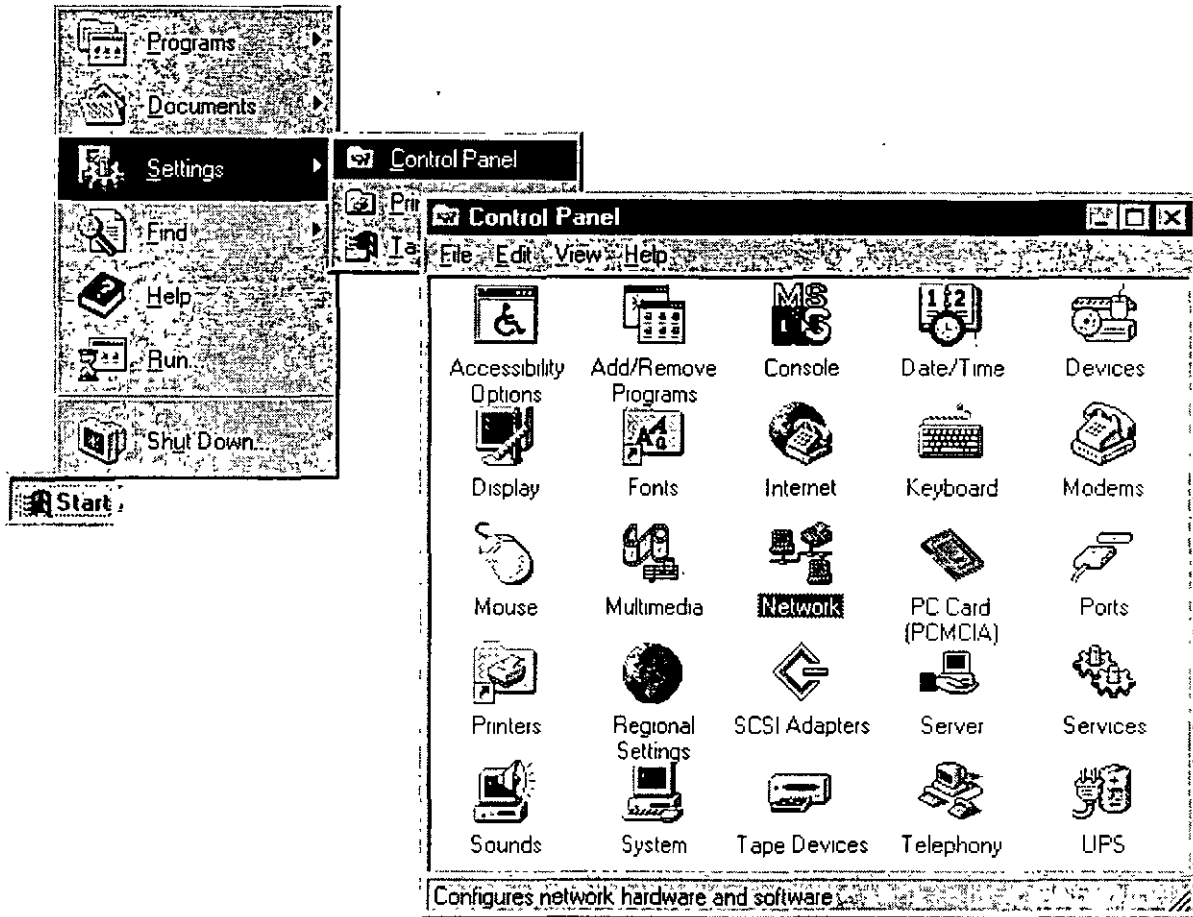 Programs
Documents
Settings
Find
Help
Run...
Shut Down...
Start
Control Panel
Control Panel
File Edit View Help
Accessibility Options
Add/Remove Programs
MS
Console
12
Date/Time
Devices
Display
Fonts
Internet
Keyboard
Modems
Mouse
Multimedia
Network
PC Card (PCMCIA)
Ports
Printers
Regional Settings
SCSI Adapters
Server
Services
Sounds
System
Tape Devices
Telephony
UPS
Configures network hardware and software